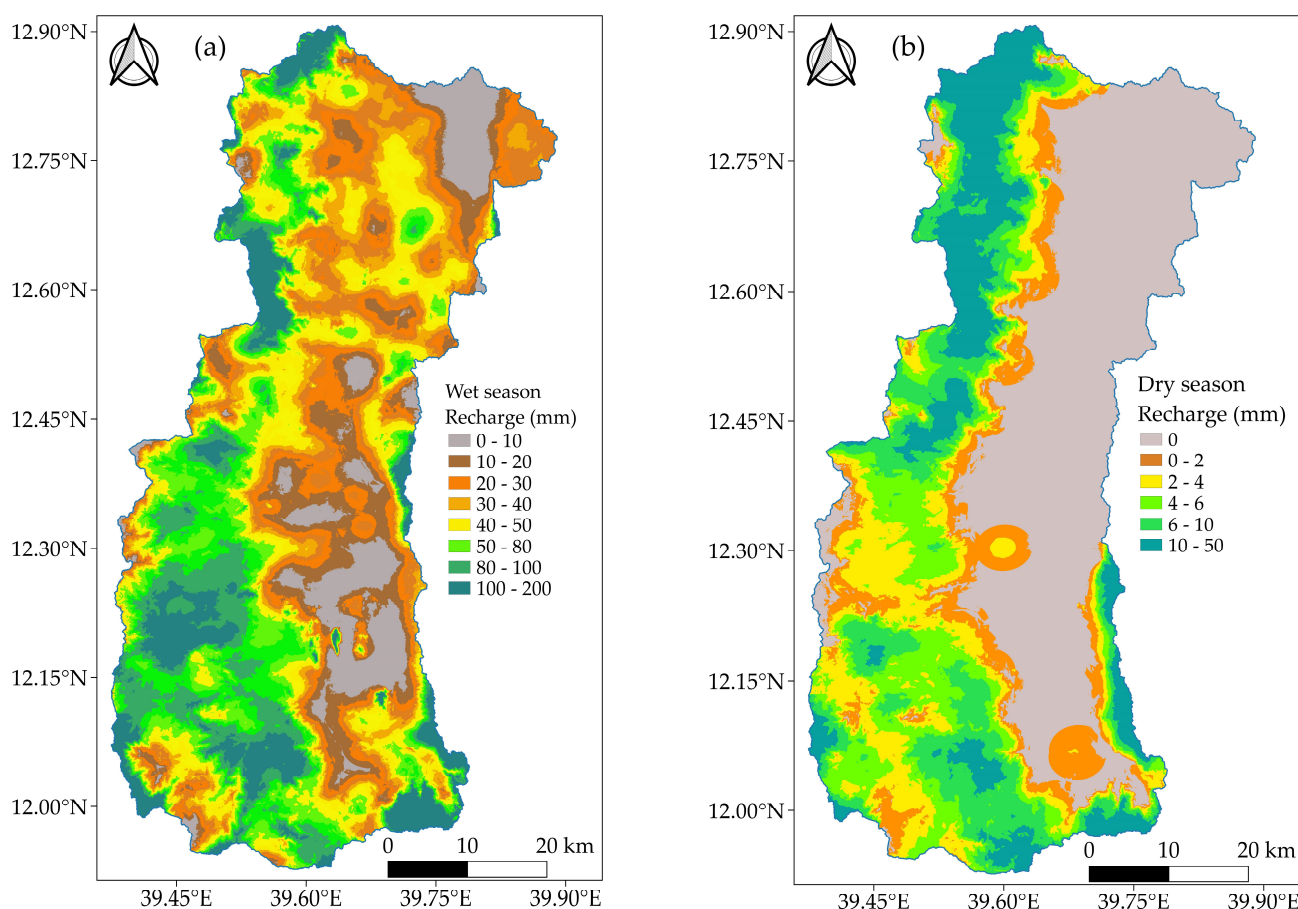 (a)
12.90°N
12.75°N
12.60°N
12.45°N
12.30°N
12.15°N
12.00°N
39.45°E
39.60°E
39.75°E
39.90°E
Wet season
Recharge (mm)
0 - 10
10 - 20
20 - 30
30 - 40
40 - 50
50 - 80
80 - 100
100 - 200
0 10 20 km
(b)
12.90°N
12.75°N
12.60°N
12.45°N
12.30°N
12.15°N
12.00°N
39.45°E
39.60°E
39.75°E
39.90°E
Dry season
Recharge (mm)
0
0 - 2
2 - 4
4 - 6
6 - 10
10 - 50
0 10 20 km